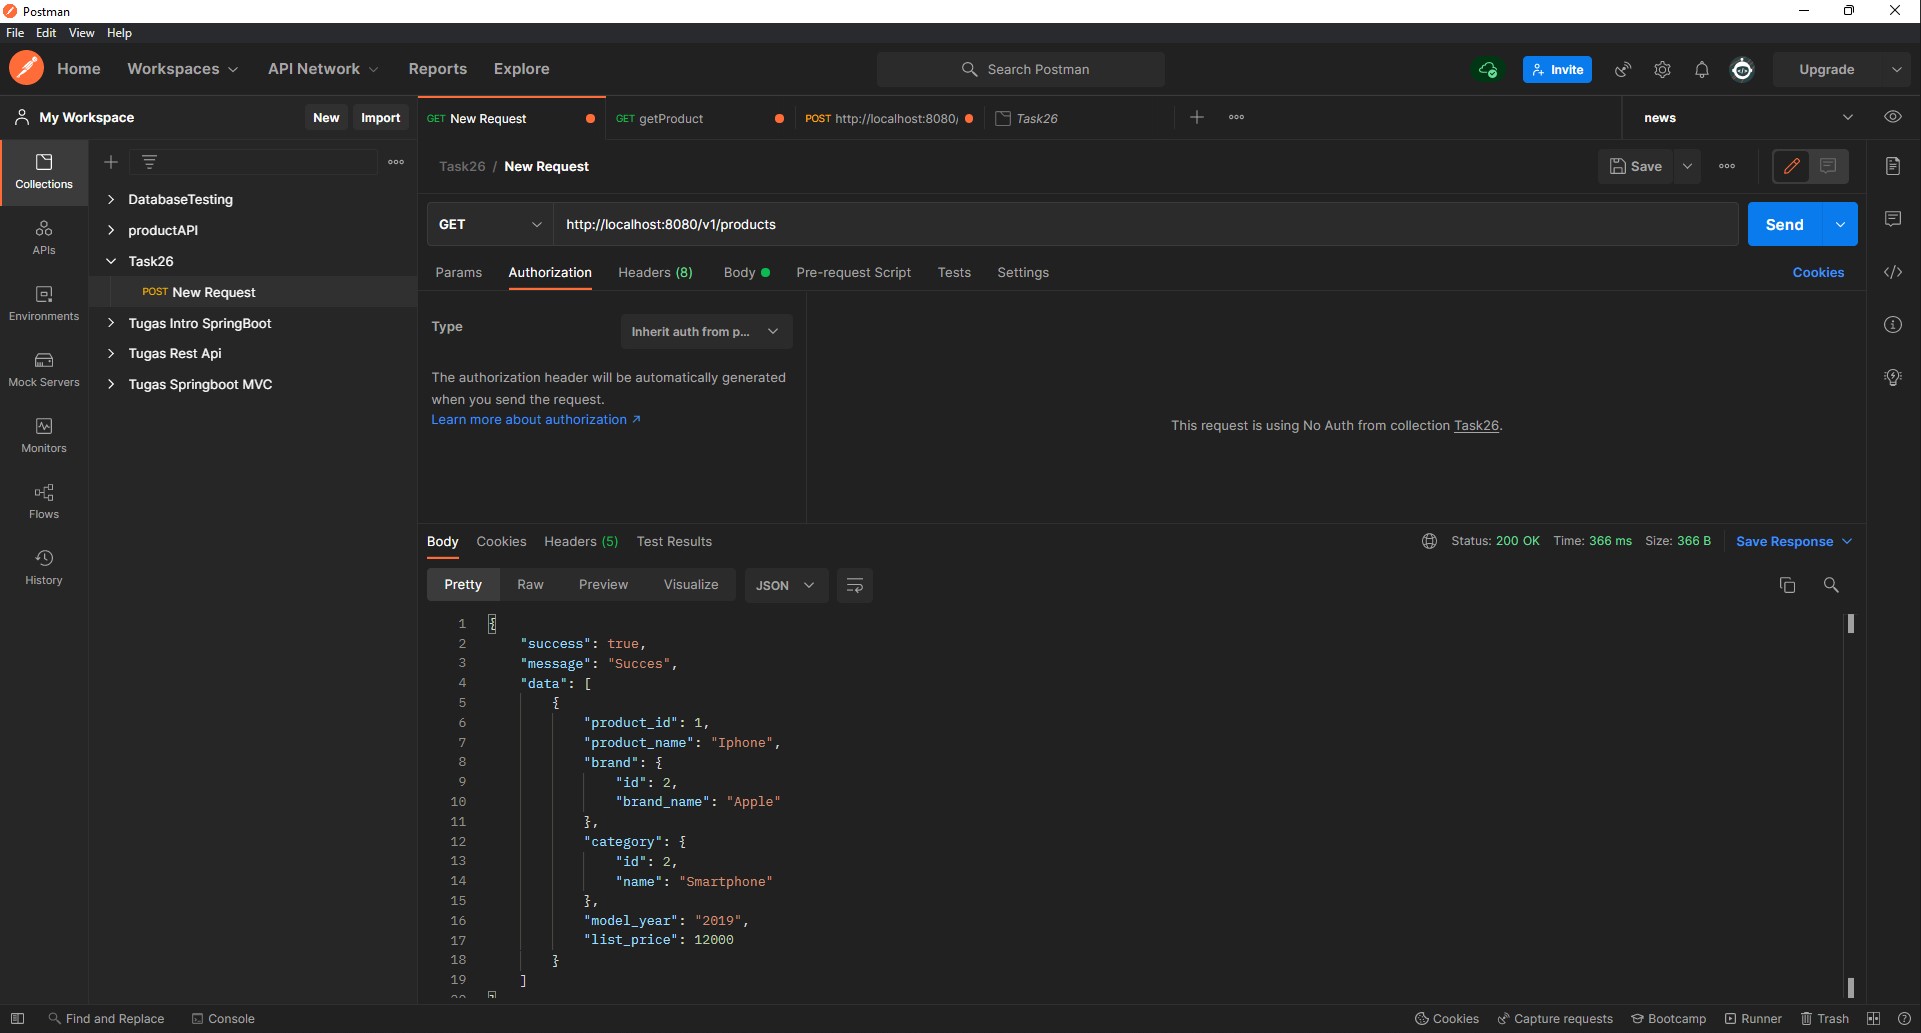 Postman
File Edit View Help
Home Workspaces API Network Reports Explore Search Postman Invite Upgrade
My Workspace New Import GET New Request GET getProduct POST http://localhost:8080/ Task26 news
Collections
APIs
Environments
Mock Servers
Monitors
Flows
History
DatabaseTesting
productAPI
Task26
POST New Request
Tugas Intro SpringBoot
Tugas Rest Api
Tugas Springboot MVC
Task26 / New Request Save
GET http://localhost:8080/v1/products Send
Params Authorization Headers (8) Body Pre-request Script Tests Settings Cookies
Type Inherit auth from p...
The authorization header will be automatically generated
when you send the request.
Learn more about authorization ↗
This request is using No Auth from collection Task26.
Body Cookies Headers (5) Test Results Status: 200 OK Time: 366 ms Size: 366 B Save Response
Pretty Raw Preview Visualize JSON
1 {
2 "success": true,
3 "message": "Succes",
4 "data": [
5 {
6 "product_id": 1,
7 "product_name": "Iphone",
8 "brand": {
9 "id": 2,
10 "brand_name": "Apple"
11 },
12 "category": {
13 "id": 2,
14 "name": "Smartphone"
15 },
16 "model_year": "2019",
17 "list_price": 12000
18 }
19 ]
Find and Replace Console Cookies Capture requests Bootcamp Runner Trash